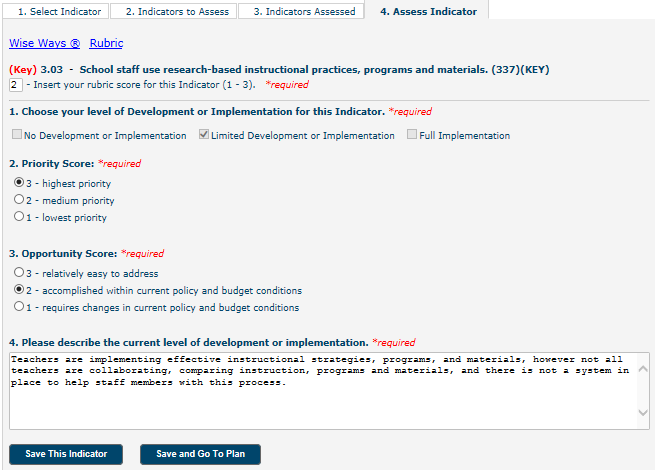 1. Select Indicator 2. Indicators to Assess 3. Indicators Assessed 4. Assess Indicator
Wise Ways ® Rubric
(Key) 3.03 - School staff use research-based instructional practices, programs and materials. (337)(KEY)
2 - Insert your rubric score for this Indicator (1 - 3). *required
1. Choose your level of Development or Implementation for this Indicator. *required
No Development or Implementation Limited Development or Implementation Full Implementation
2. Priority Score: *required
3 - highest priority
2 - medium priority
1 - lowest priority
3. Opportunity Score: *required
3 - relatively easy to address
2 - accomplished within current policy and budget conditions
1 - requires changes in current policy and budget conditions
4. Please describe the current level of development or implementation. *required
Teachers are implementing effective instructional strategies, programs, and materials, however not all
teachers are collaborating, comparing instruction, programs and materials, and there is not a system in
place to help staff members with this process.
Save This Indicator Save and Go To Plan